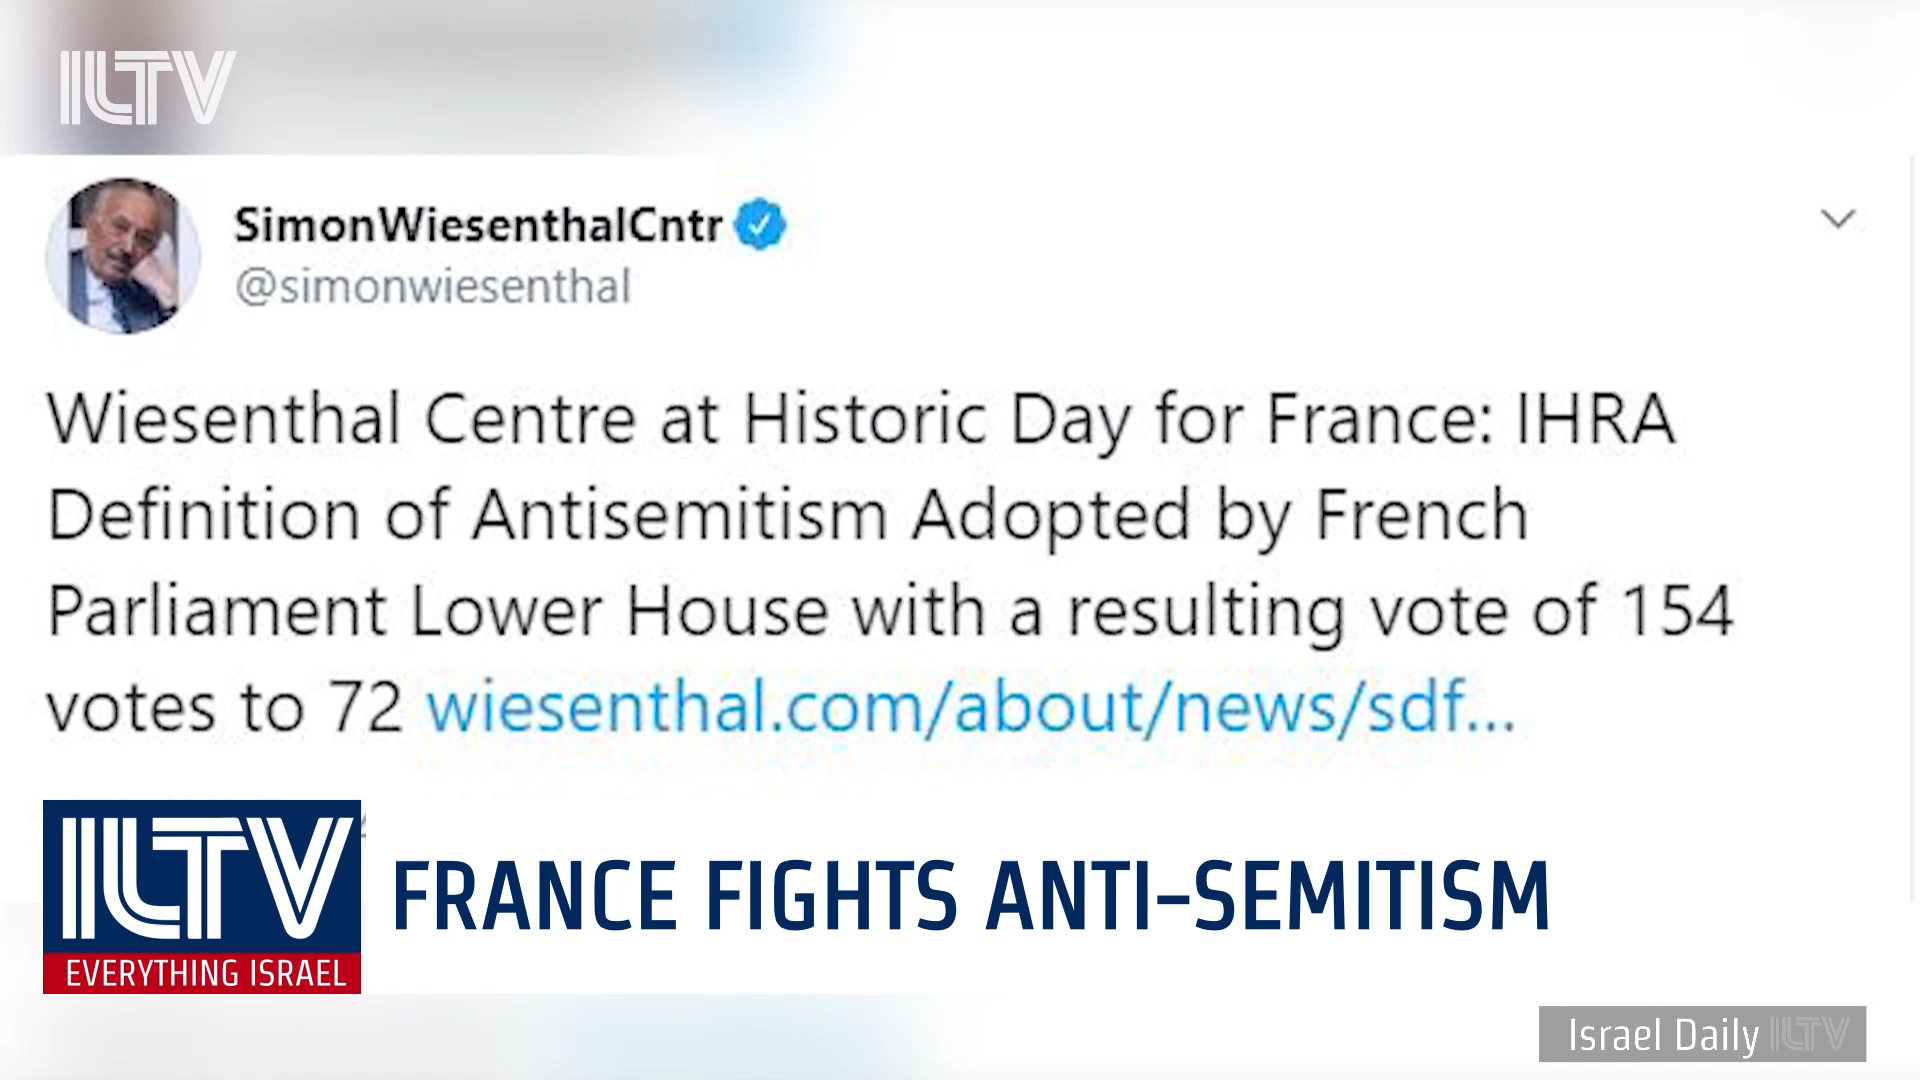 ILTV
SimonWiesenthalCntr
@simonwiesenthal
Wiesenthal Centre at Historic Day for France: IHRA
Definition of Antisemitism Adopted by French
Parliament Lower House with a resulting vote of 154
votes to 72 wiesenthal.com/about/news/sdf...
ILTV
EVERYTHING ISRAEL
FRANCE FIGHTS ANTI-SEMITISM
Israel Daily ILTV